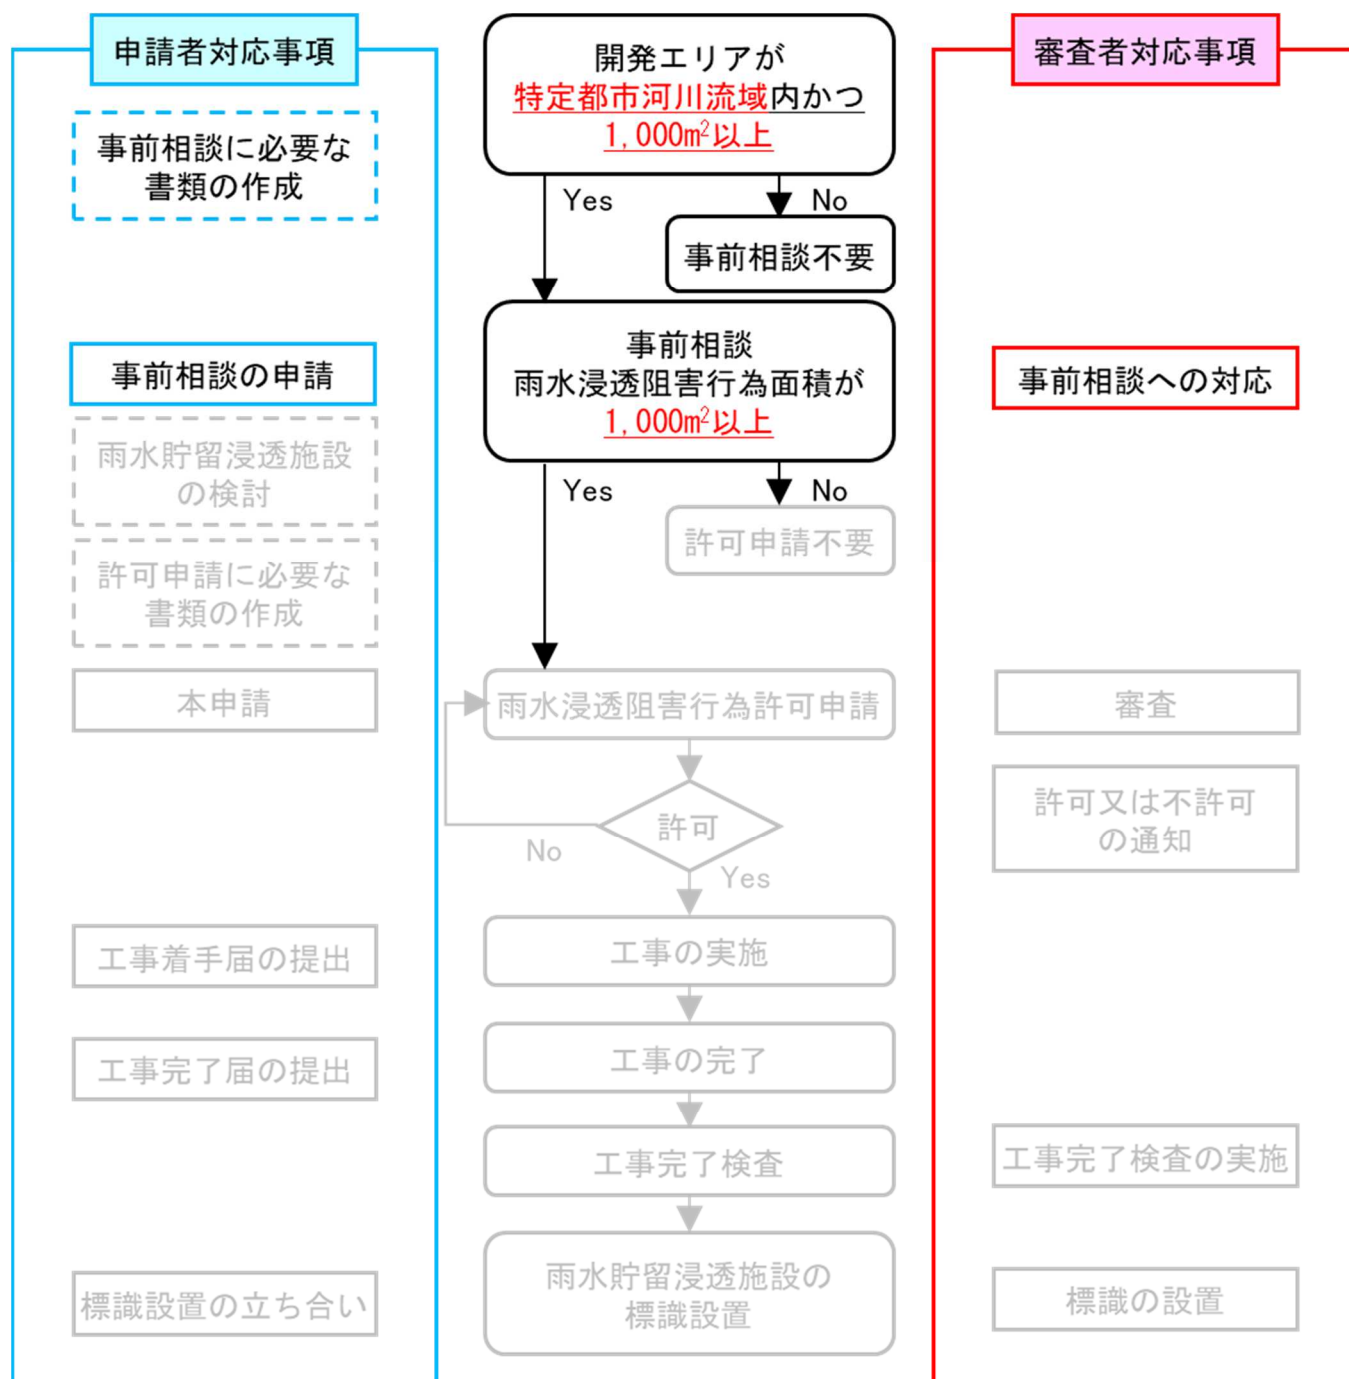 申請者対応事項
事前相談に必要な
書類の作成
事前相談の申請
雨水貯留浸透施設
の検討
許可申請に必要な
書類の作成
本申請
工事着手届の提出
工事完了届の提出
標識設置の立ち合い
開発エリアが
特定都市河川流域内かつ
1,000m²以上
Yes
No
事前相談不要
事前相談
雨水浸透阻害行為面積が
1,000m²以上
Yes
No
許可申請不要
雨水浸透阻害行為許可申請
許可
No
Yes
工事の実施
工事の完了
工事完了検査
雨水貯留浸透施設の
標識設置
審査者対応事項
事前相談への対応
審査
許可又は不許可
の通知
工事完了検査の実施
標識の設置